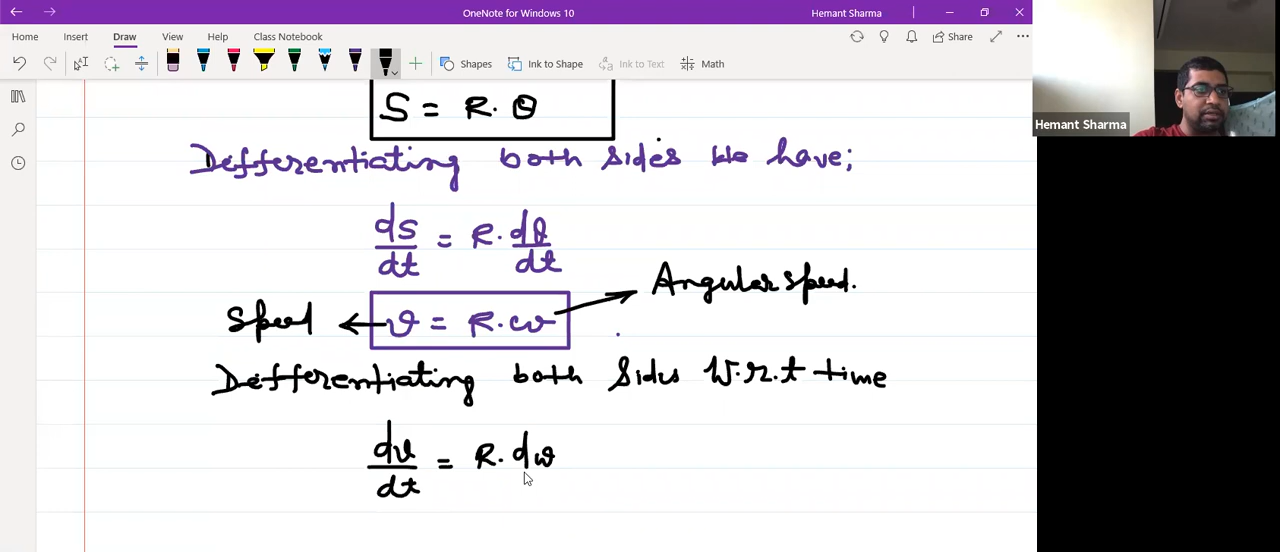 OneNote for Windows 10
Hemant Sharma
Home Insert Draw View Help Class Notebook
Share
Shapes Ink to Shape Ink to Text Math
Hemant Sharma
S = R. θ
Defferentiating both sides We have;
ds/dt = R. dθ/dt
Angular speed.
Speed ← v = R. ω
Defferentiating both Sides W.r.t time
dv/dt = R. dω